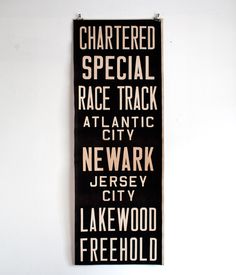 CHARTERED
SPECIAL
RACE TRACK
ATLANTIC
CITY
NEWARK
JERSEY
CITY
LAKEWOOD
FREEHOLD